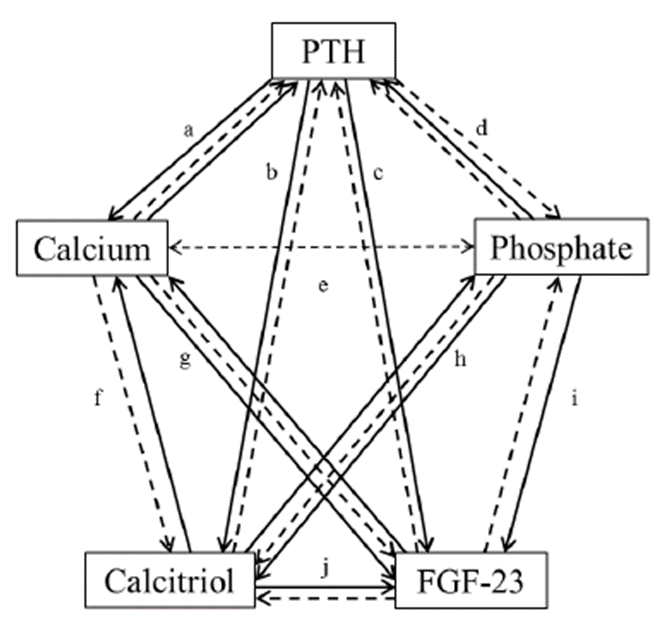 PTH
a
d
b
c
Calcium
Phosphate
e
g
h
f
i
j
Calcitriol
FGF-23